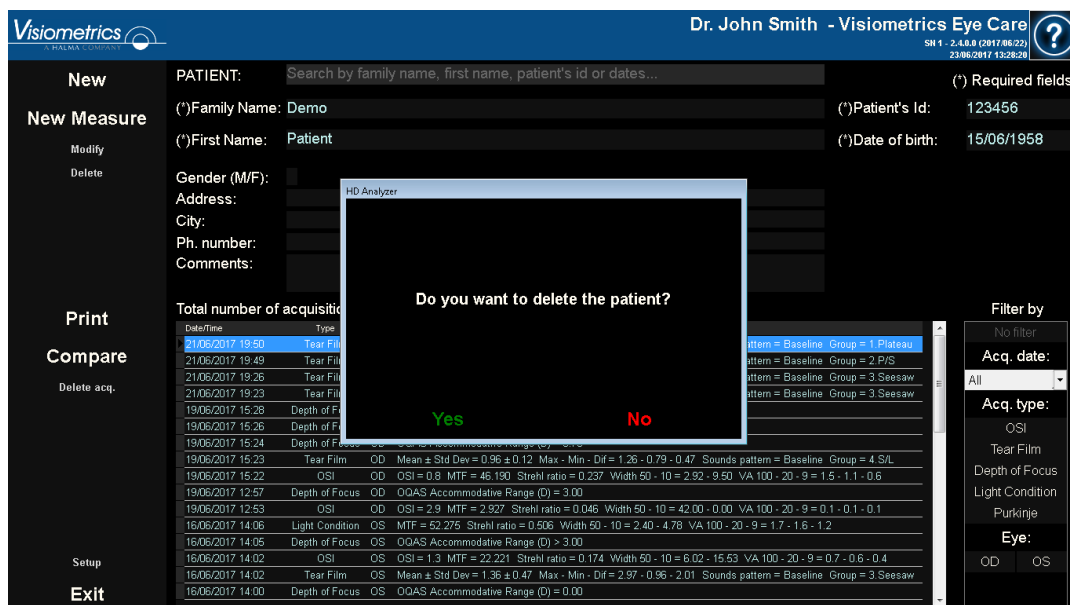 Visiometrics
A HALMA COMPANY
Dr. John Smith - Visiometrics Eye Care
SN 1 - 2.4.0.0 (2017/06/22)
23/06/2017 13:28:20
?
New
New Measure
Modify
Delete
Print
Compare
Delete acq.
Setup
Exit
PATIENT: Search by family name, first name, patient's id or dates...
(*) Required fields
(*)Family Name: Demo (*)Patient's Id: 123456
(*)First Name: Patient (*)Date of birth: 15/06/1958
Gender (M/F):
Address:
City:
Ph. number:
Comments:
HD Analyzer
Do you want to delete the patient?
Yes No
Total number of
Date/Time Type
21/06/2017 19:50 Tear ttern = Baseline Group = 1.Plateau
21/06/2017 19:49 Tear ttern = Baseline Group = 2.P/S
21/06/2017 19:26 Tear ttern = Baseline Group = 3.Seesaw
21/06/2017 19:23 Tear ttern = Baseline Group = 3.Seesaw
19/06/2017 15:28 Depth of
19/06/2017 15:26 Depth of
19/06/2017 15:24 Depth of Focus OD OQAS Accommodative Range (D)
19/06/2017 15:23 Tear Film OD Mean ± Std Dev = 0.96 ± 0.12 Max - Min - Dif = 1.26 - 0.79 - 0.47 Sounds pattern = Baseline Group = 4.S/L
19/06/2017 15:22 OSI OD OSI = 0.8 MTF = 46.190 Strehl ratio = 0.237 Width 50 - 10 = 2.92 - 9.50 VA 100 - 20 - 9 = 1.5 - 1.1 - 0.6
19/06/2017 12:57 Depth of Focus OD OQAS Accommodative Range (D) = 3.00
19/06/2017 12:53 OSI OD OSI = 2.9 MTF = 2.927 Strehl ratio = 0.046 Width 50 - 10 = 42.00 - 0.00 VA 100 - 20 - 9 = 0.1 - 0.1 - 0.1
16/06/2017 14:06 Light Condition OS MTF = 52.275 Strehl ratio = 0.506 Width 50 - 10 = 2.40 - 4.78 VA 100 - 20 - 9 = 1.7 - 1.6 - 1.2
16/06/2017 14:05 Depth of Focus OS OQAS Accommodative Range (D) > 3.00
16/06/2017 14:02 OSI OS OSI = 1.3 MTF = 22.221 Strehl ratio = 0.174 Width 50 - 10 = 6.02 - 15.53 VA 100 - 20 - 9 = 0.7 - 0.6 - 0.4
16/06/2017 14:02 Tear Film OS Mean ± Std Dev = 1.36 ± 0.47 Max - Min - Dif = 2.97 - 0.96 - 2.01 Sounds pattern = Baseline Group = 3.Seesaw
16/06/2017 14:00 Depth of Focus OS OQAS Accommodative Range (D) = 0.00
Filter by
No filter
Acq. date:
All
Acq. type:
OSI
Tear Film
Depth of Focus
Light Condition
Purkinje
Eye:
OD OS